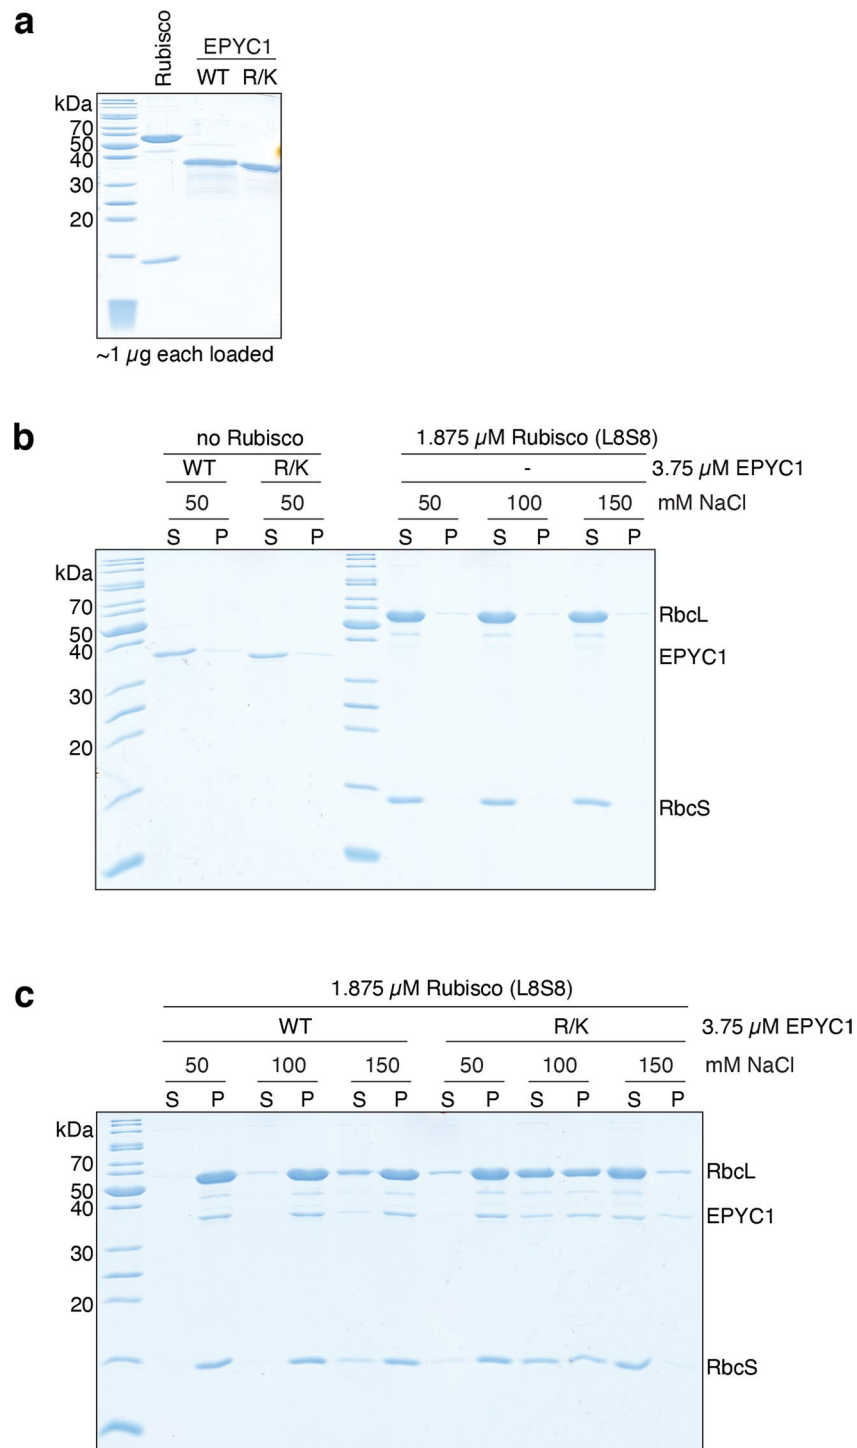 a
Rubisco
EPYC1
WT R/K
kDa
70
50
40
30
20
~1 µg each loaded
b
no Rubisco 1.875 µM Rubisco (L8S8)
WT R/K - 3.75 µM EPYC1
50 50 50 100 150 mM NaCl
S P S P S P S P S P
kDa
70
RbcL
50
40
EPYC1
30
20
RbcS
c
1.875 µM Rubisco (L8S8)
WT R/K 3.75 µM EPYC1
50 100 150 50 100 150 mM NaCl
S P S P S P S P S P S P
kDa
70
RbcL
50
40
EPYC1
30
20
RbcS